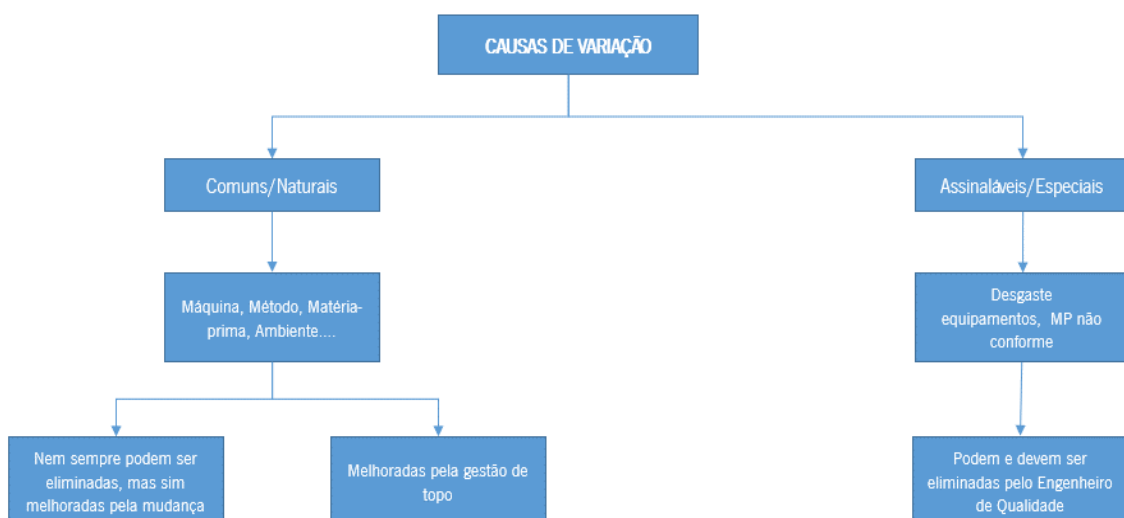 CAUSAS DE VARIAÇÃO
Comuns/Naturais
Assinaláveis/Especiais
Máquina, Método, Matéria-
prima, Ambiente....
Desgaste
equipamentos, MP não
conforme
Nem sempre podem ser
eliminadas, mas sim
melhoradas pela mudança
Melhoradas pela gestão de
topo
Podem e devem ser
eliminadas pelo Engenheiro
de Qualidade